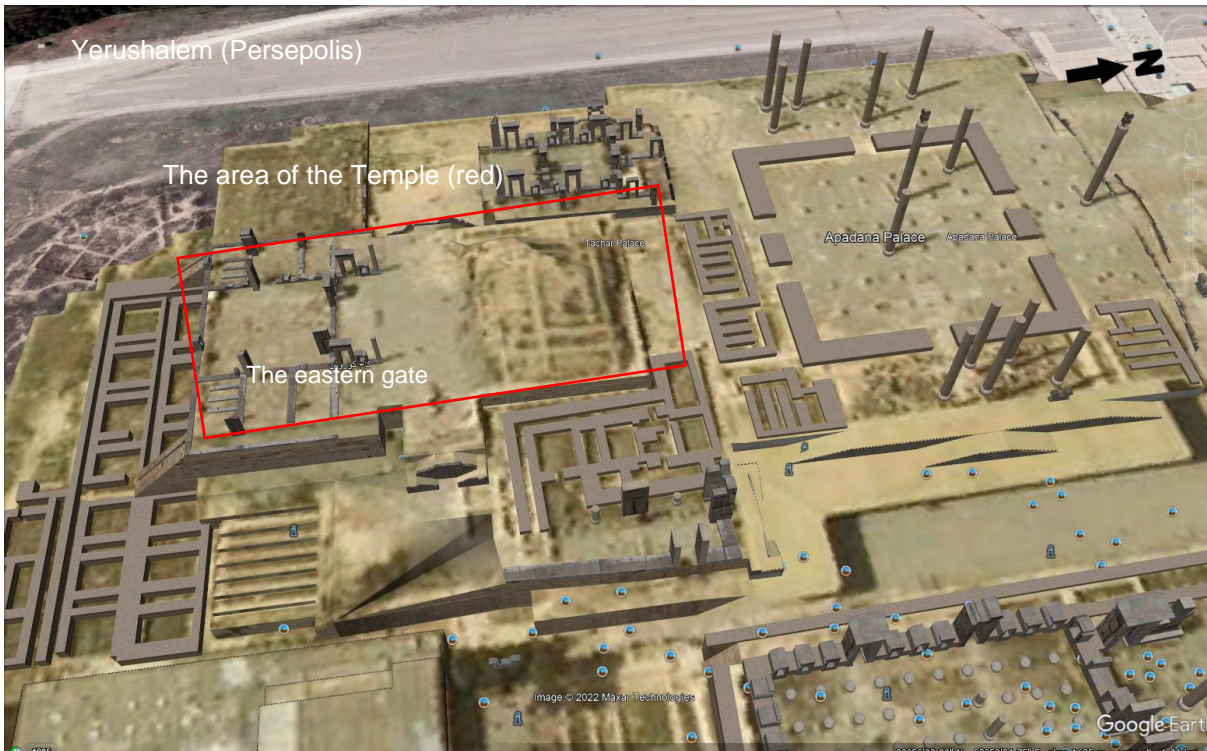 Yerushalem (Persepolis)
N
The area of the Temple (red)
Tachar Palace
Apadana Palace
Apadana Palace
The eastern gate
Image © 2022 Maxar Technologies
Google Earth